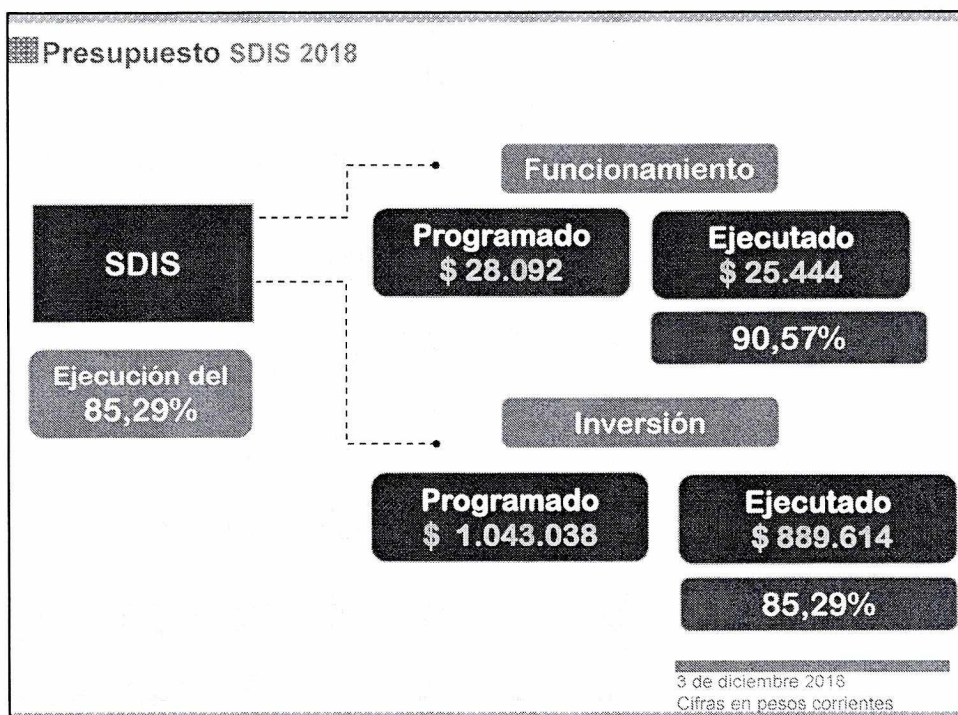 Presupuesto SDIS 2018
Funcionamiento
SDIS
Programado
$ 28.092
Ejecutado
$ 25.444
90,57%
Ejecución del
85,29%
Inversión
Programado
$ 1.043.038
Ejecutado
$ 889.614
85,29%
3 de diciembre 2018
Cifras en pesos corrientes